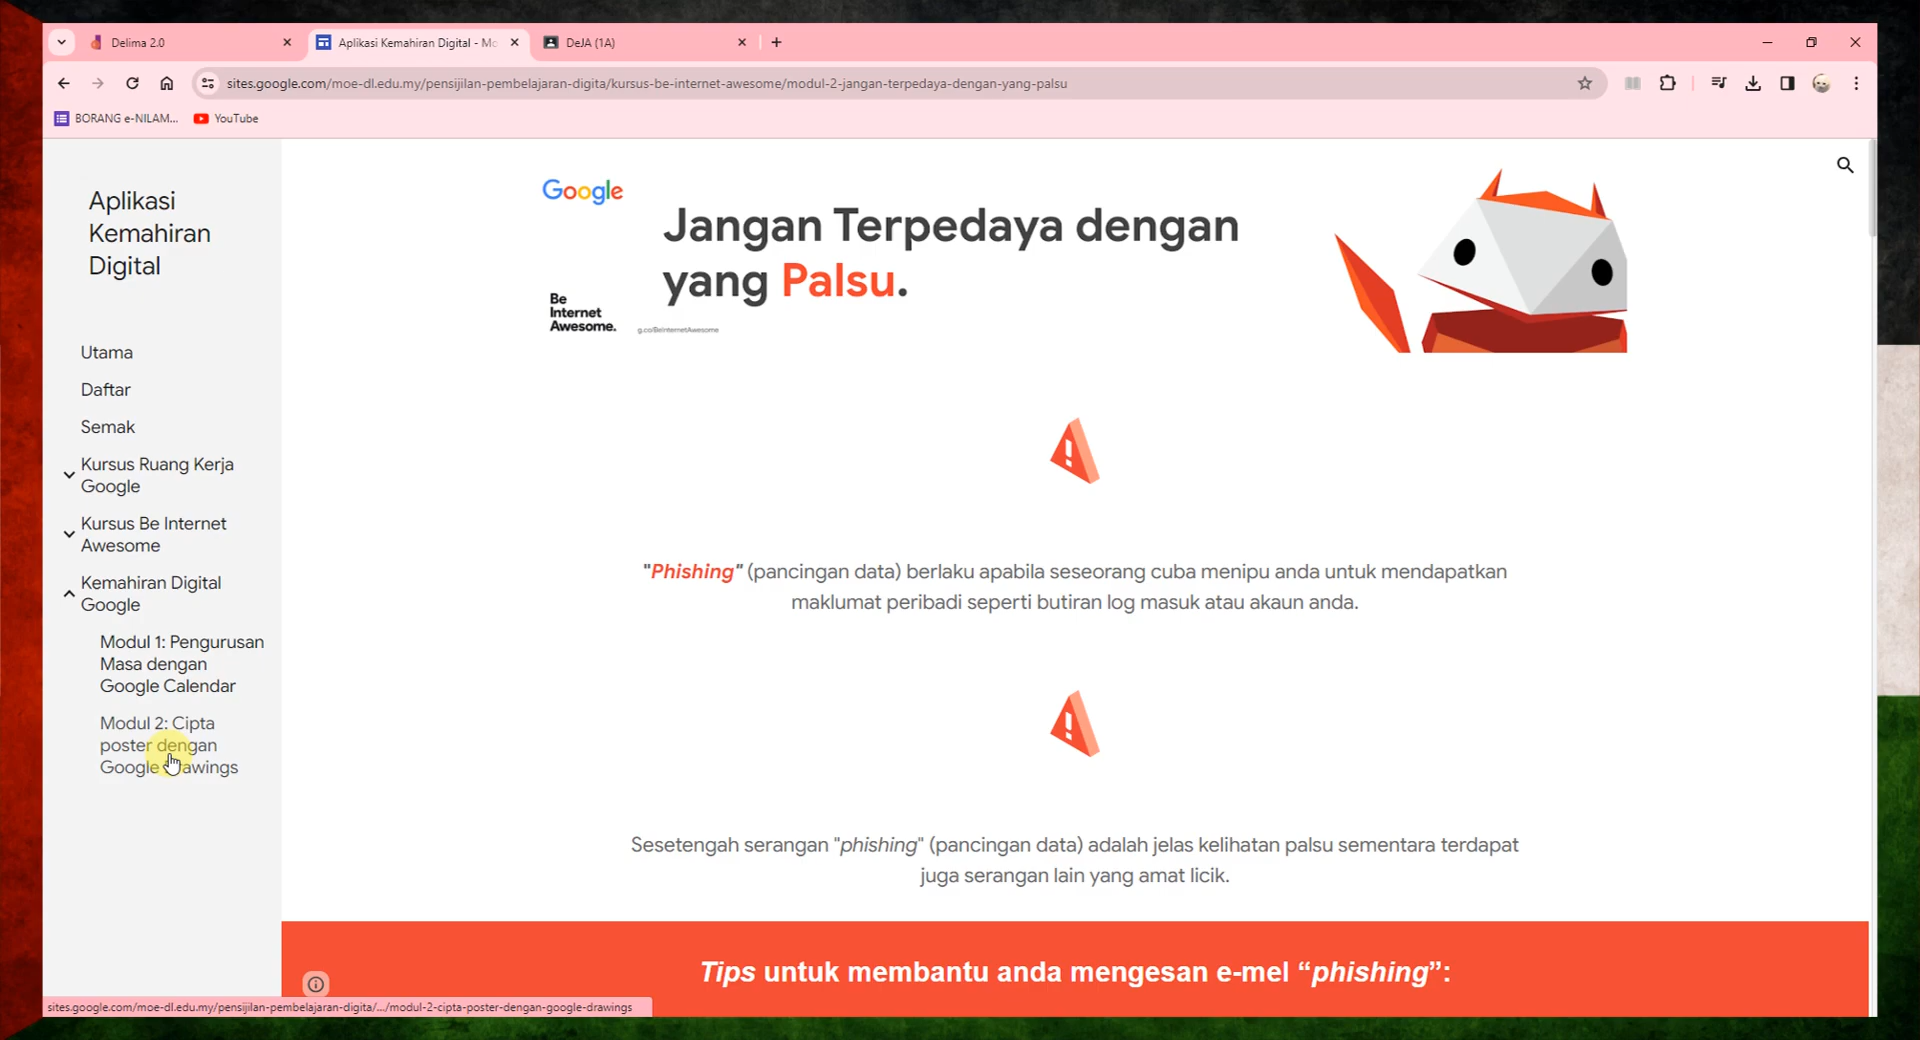 Delima 2.0
Aplikasi Kemahiran Digital - Mo
DeJA (1A)
sites.google.com/moe-dl.edu.my/pensijilan-pembelajaran-digita/kursus-be-internet-awesome/modul-2-jangan-terpedaya-dengan-yang-palsu
BORANG e-NILAM...
YouTube
Aplikasi
Kemahiran
Digital
Utama
Daftar
Semak
Kursus Ruang Kerja
Google
Kursus Be Internet
Awesome
Kemahiran Digital
Google
Modul 1: Pengurusan
Masa dengan
Google Calendar
Modul 2: Cipta
poster dengan
Google Drawings
Google
Jangan Terpedaya dengan
yang Palsu.
Be
Internet
Awesome.
g.co/BeInternetAwesome
"Phishing" (pancingan data) berlaku apabila seseorang cuba menipu anda untuk mendapatkan
maklumat peribadi seperti butiran log masuk atau akaun anda.
Sesetengah serangan "phishing" (pancingan data) adalah jelas kelihatan palsu sementara terdapat
juga serangan lain yang amat licik.
Tips untuk membantu anda mengesan e-mel “phishing”:
sites.google.com/moe-dl.edu.my/pensijilan-pembelajaran-digita/.../modul-2-cipta-poster-dengan-google-drawings